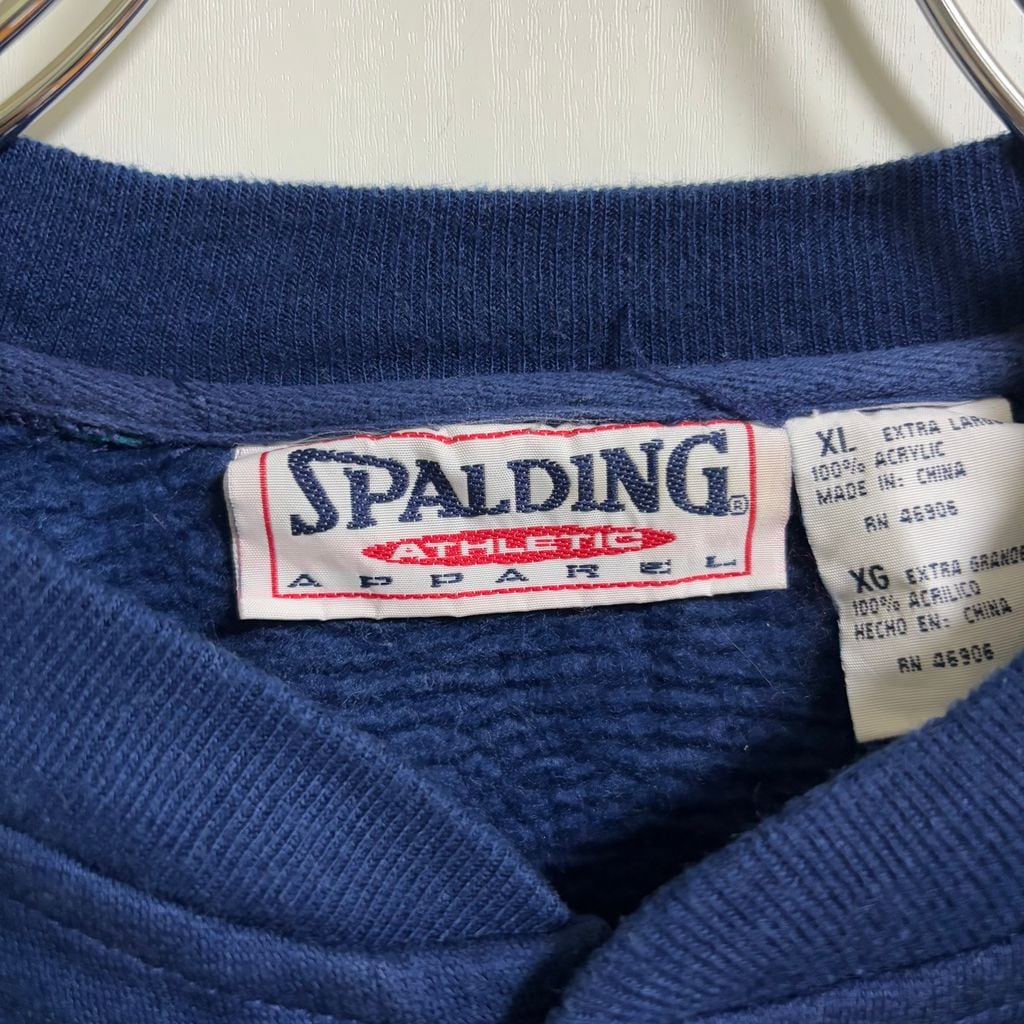 SPALDING®
ATHLETIC
APPAREL
XL EXTRA LARGE
100% ACRYLIC
MADE IN: CHINA
RN 46906
XG EXTRA GRANDE
100% ACRILICO
HECHO EN: CHINA
RN 46906